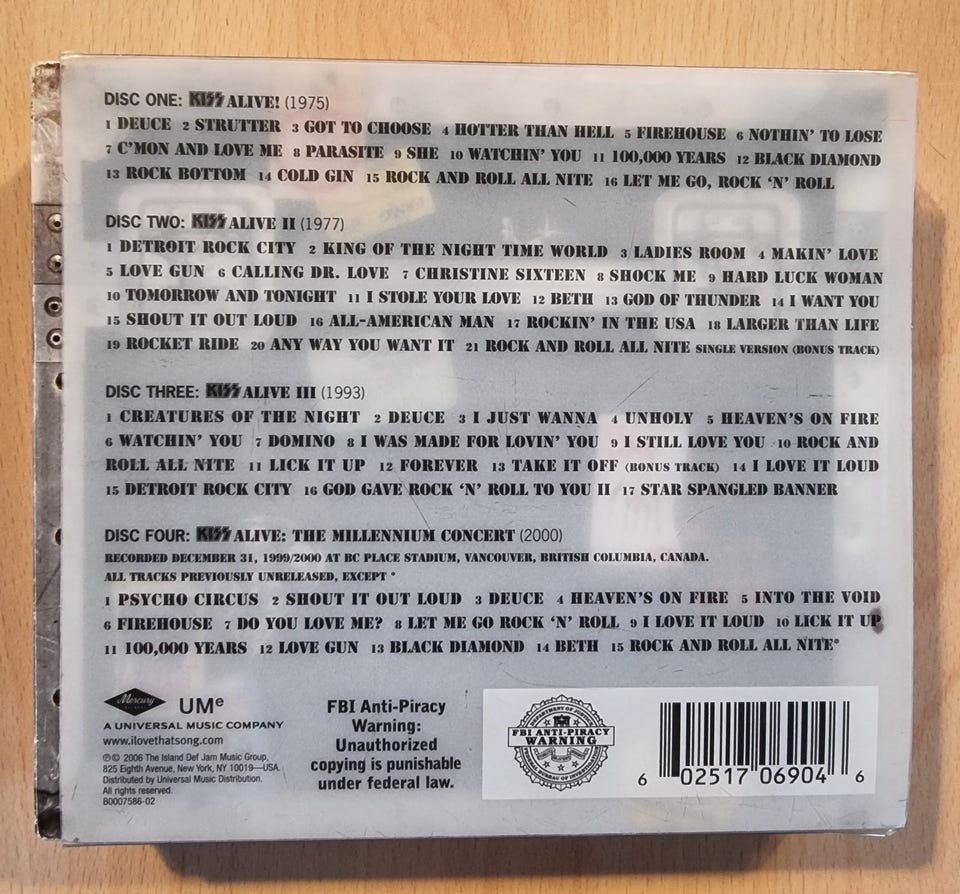 DISC ONE: KISS ALIVE! (1975)
1 DEUCE 2 STRUTTER 3 GOT TO CHOOSE 4 HOTTER THAN HELL 5 FIREHOUSE 6 NOTHIN' TO LOSE
7 C'MON AND LOVE ME 8 PARASITE 9 SHE 10 WATCHIN' YOU 11 100,000 YEARS 12 BLACK DIAMOND
13 ROCK BOTTOM 14 COLD GIN 15 ROCK AND ROLL ALL NITE 16 LET ME GO, ROCK 'N' ROLL
DISC TWO: KISS ALIVE II (1977)
1 DETROIT ROCK CITY 2 KING OF THE NIGHT TIME WORLD 3 LADIES ROOM 4 MAKIN' LOVE
5 LOVE GUN 6 CALLING DR. LOVE 7 CHRISTINE SIXTEEN 8 SHOCK ME 9 HARD LUCK WOMAN
10 TOMORROW AND TONIGHT 11 I STOLE YOUR LOVE 12 BETH 13 GOD OF THUNDER 14 I WANT YOU
15 SHOUT IT OUT LOUD 16 ALL-AMERICAN MAN 17 ROCKIN' IN THE USA 18 LARGER THAN LIFE
19 ROCKET RIDE 20 ANY WAY YOU WANT IT 21 ROCK AND ROLL ALL NITE SINGLE VERSION (BONUS TRACK)
DISC THREE: KISS ALIVE III (1993)
1 CREATURES OF THE NIGHT 2 DEUCE 3 I JUST WANNA 4 UNHOLY 5 HEAVEN'S ON FIRE
6 WATCHIN' YOU 7 DOMINO 8 I WAS MADE FOR LOVIN' YOU 9 I STILL LOVE YOU 10 ROCK AND
ROLL ALL NITE 11 LICK IT UP 12 FOREVER 13 TAKE IT OFF (BONUS TRACK) 14 I LOVE IT LOUD
15 DETROIT ROCK CITY 16 GOD GAVE ROCK 'N' ROLL TO YOU II 17 STAR SPANGLED BANNER
DISC FOUR: KISS ALIVE: THE MILLENNIUM CONCERT (2000)
RECORDED DECEMBER 31, 1999/2000 AT BC PLACE STADIUM, VANCOUVER, BRITISH COLUMBIA, CANADA.
ALL TRACKS PREVIOUSLY UNRELEASED, EXCEPT *
1 PSYCHO CIRCUS 2 SHOUT IT OUT LOUD 3 DEUCE 4 HEAVEN'S ON FIRE 5 INTO THE VOID
6 FIREHOUSE 7 DO YOU LOVE ME? 8 LET ME GO ROCK 'N' ROLL 9 I LOVE IT LOUD 10 LICK IT UP
11 100,000 YEARS 12 LOVE GUN 13 BLACK DIAMOND 14 BETH 15 ROCK AND ROLL ALL NITE*
Mercury
UMe
A UNIVERSAL MUSIC COMPANY
www.ilovethatsong.com
℗© 2006 The Island Def Jam Music Group,
825 Eighth Avenue, New York, NY 10019—USA.
Distributed by Universal Music Distribution.
All rights reserved.
B0007586-02
FBI Anti-Piracy
Warning:
Unauthorized
copying is punishable
under federal law.
FBI ANTI-PIRACY
WARNING
6 02517 06904 6